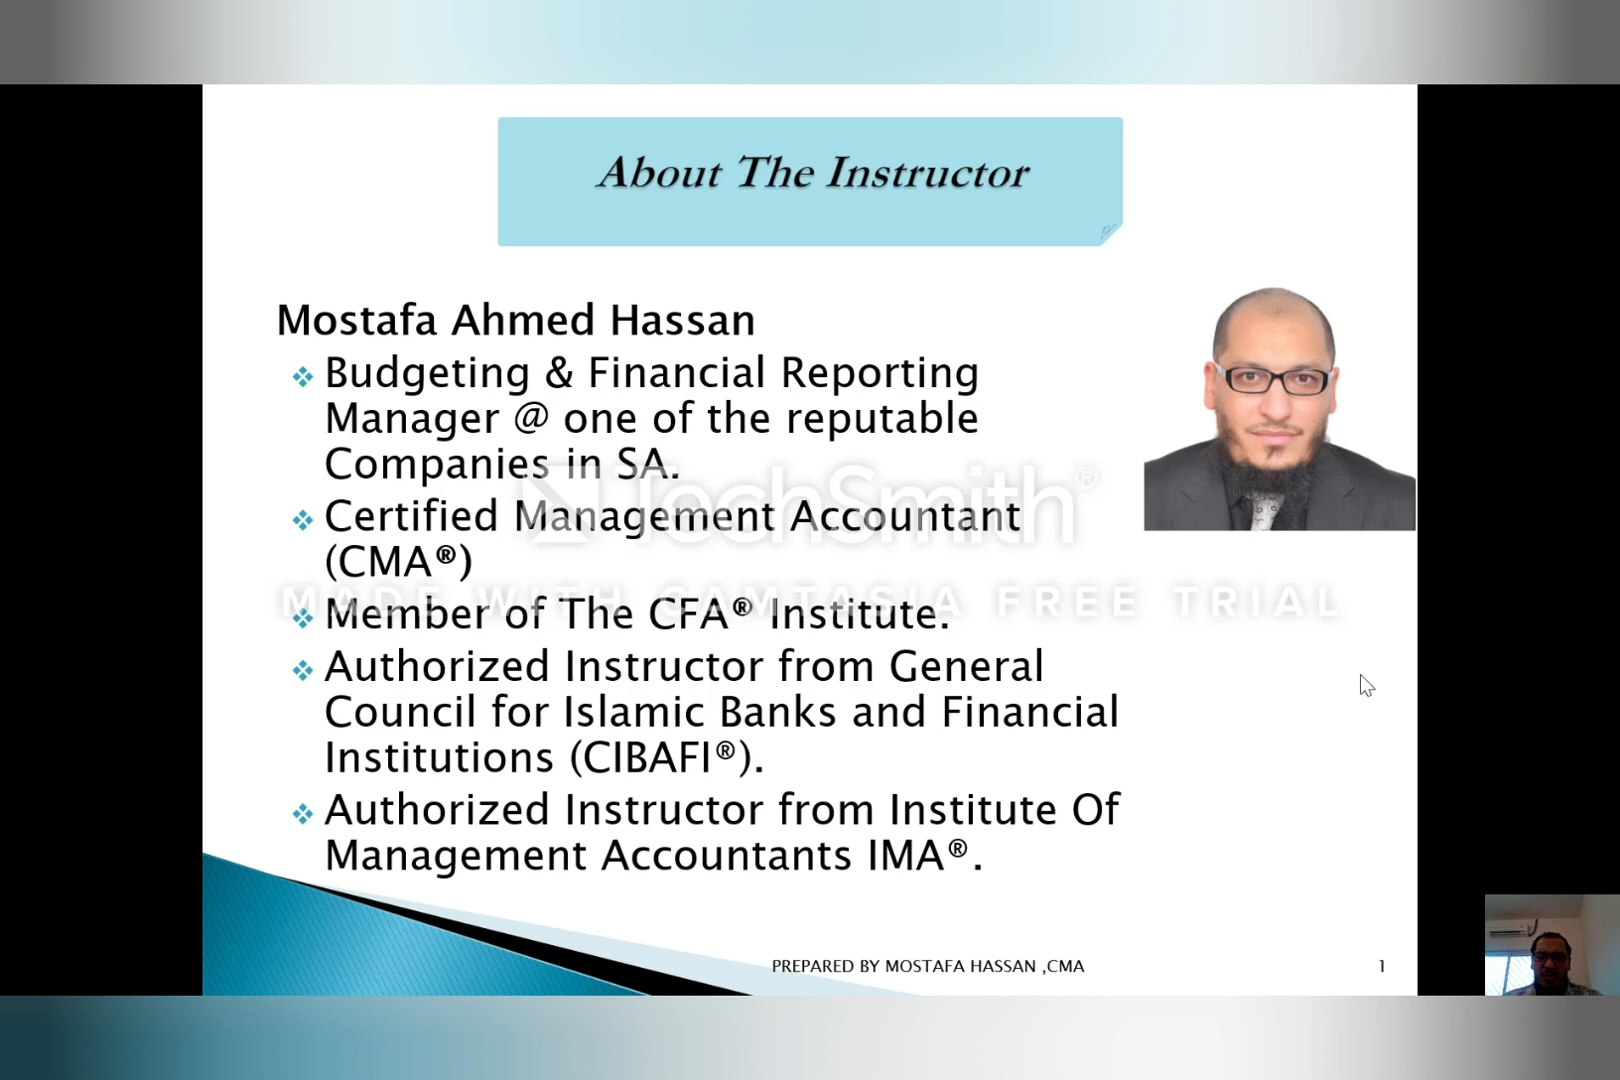 About The Instructor
Mostafa Ahmed Hassan
Budgeting & Financial Reporting
Manager @ one of the reputable
Companies in SA.
Certified Management Accountant
(CMA®)
Member of The CFA® Institute.
Authorized Instructor from General
Council for Islamic Banks and Financial
Institutions (CIBAFI®).
Authorized Instructor from Institute Of
Management Accountants IMA®.
TechSmith®
MADE WITH CAMTASIA FREE TRIAL
PREPARED BY MOSTAFA HASSAN ,CMA
1